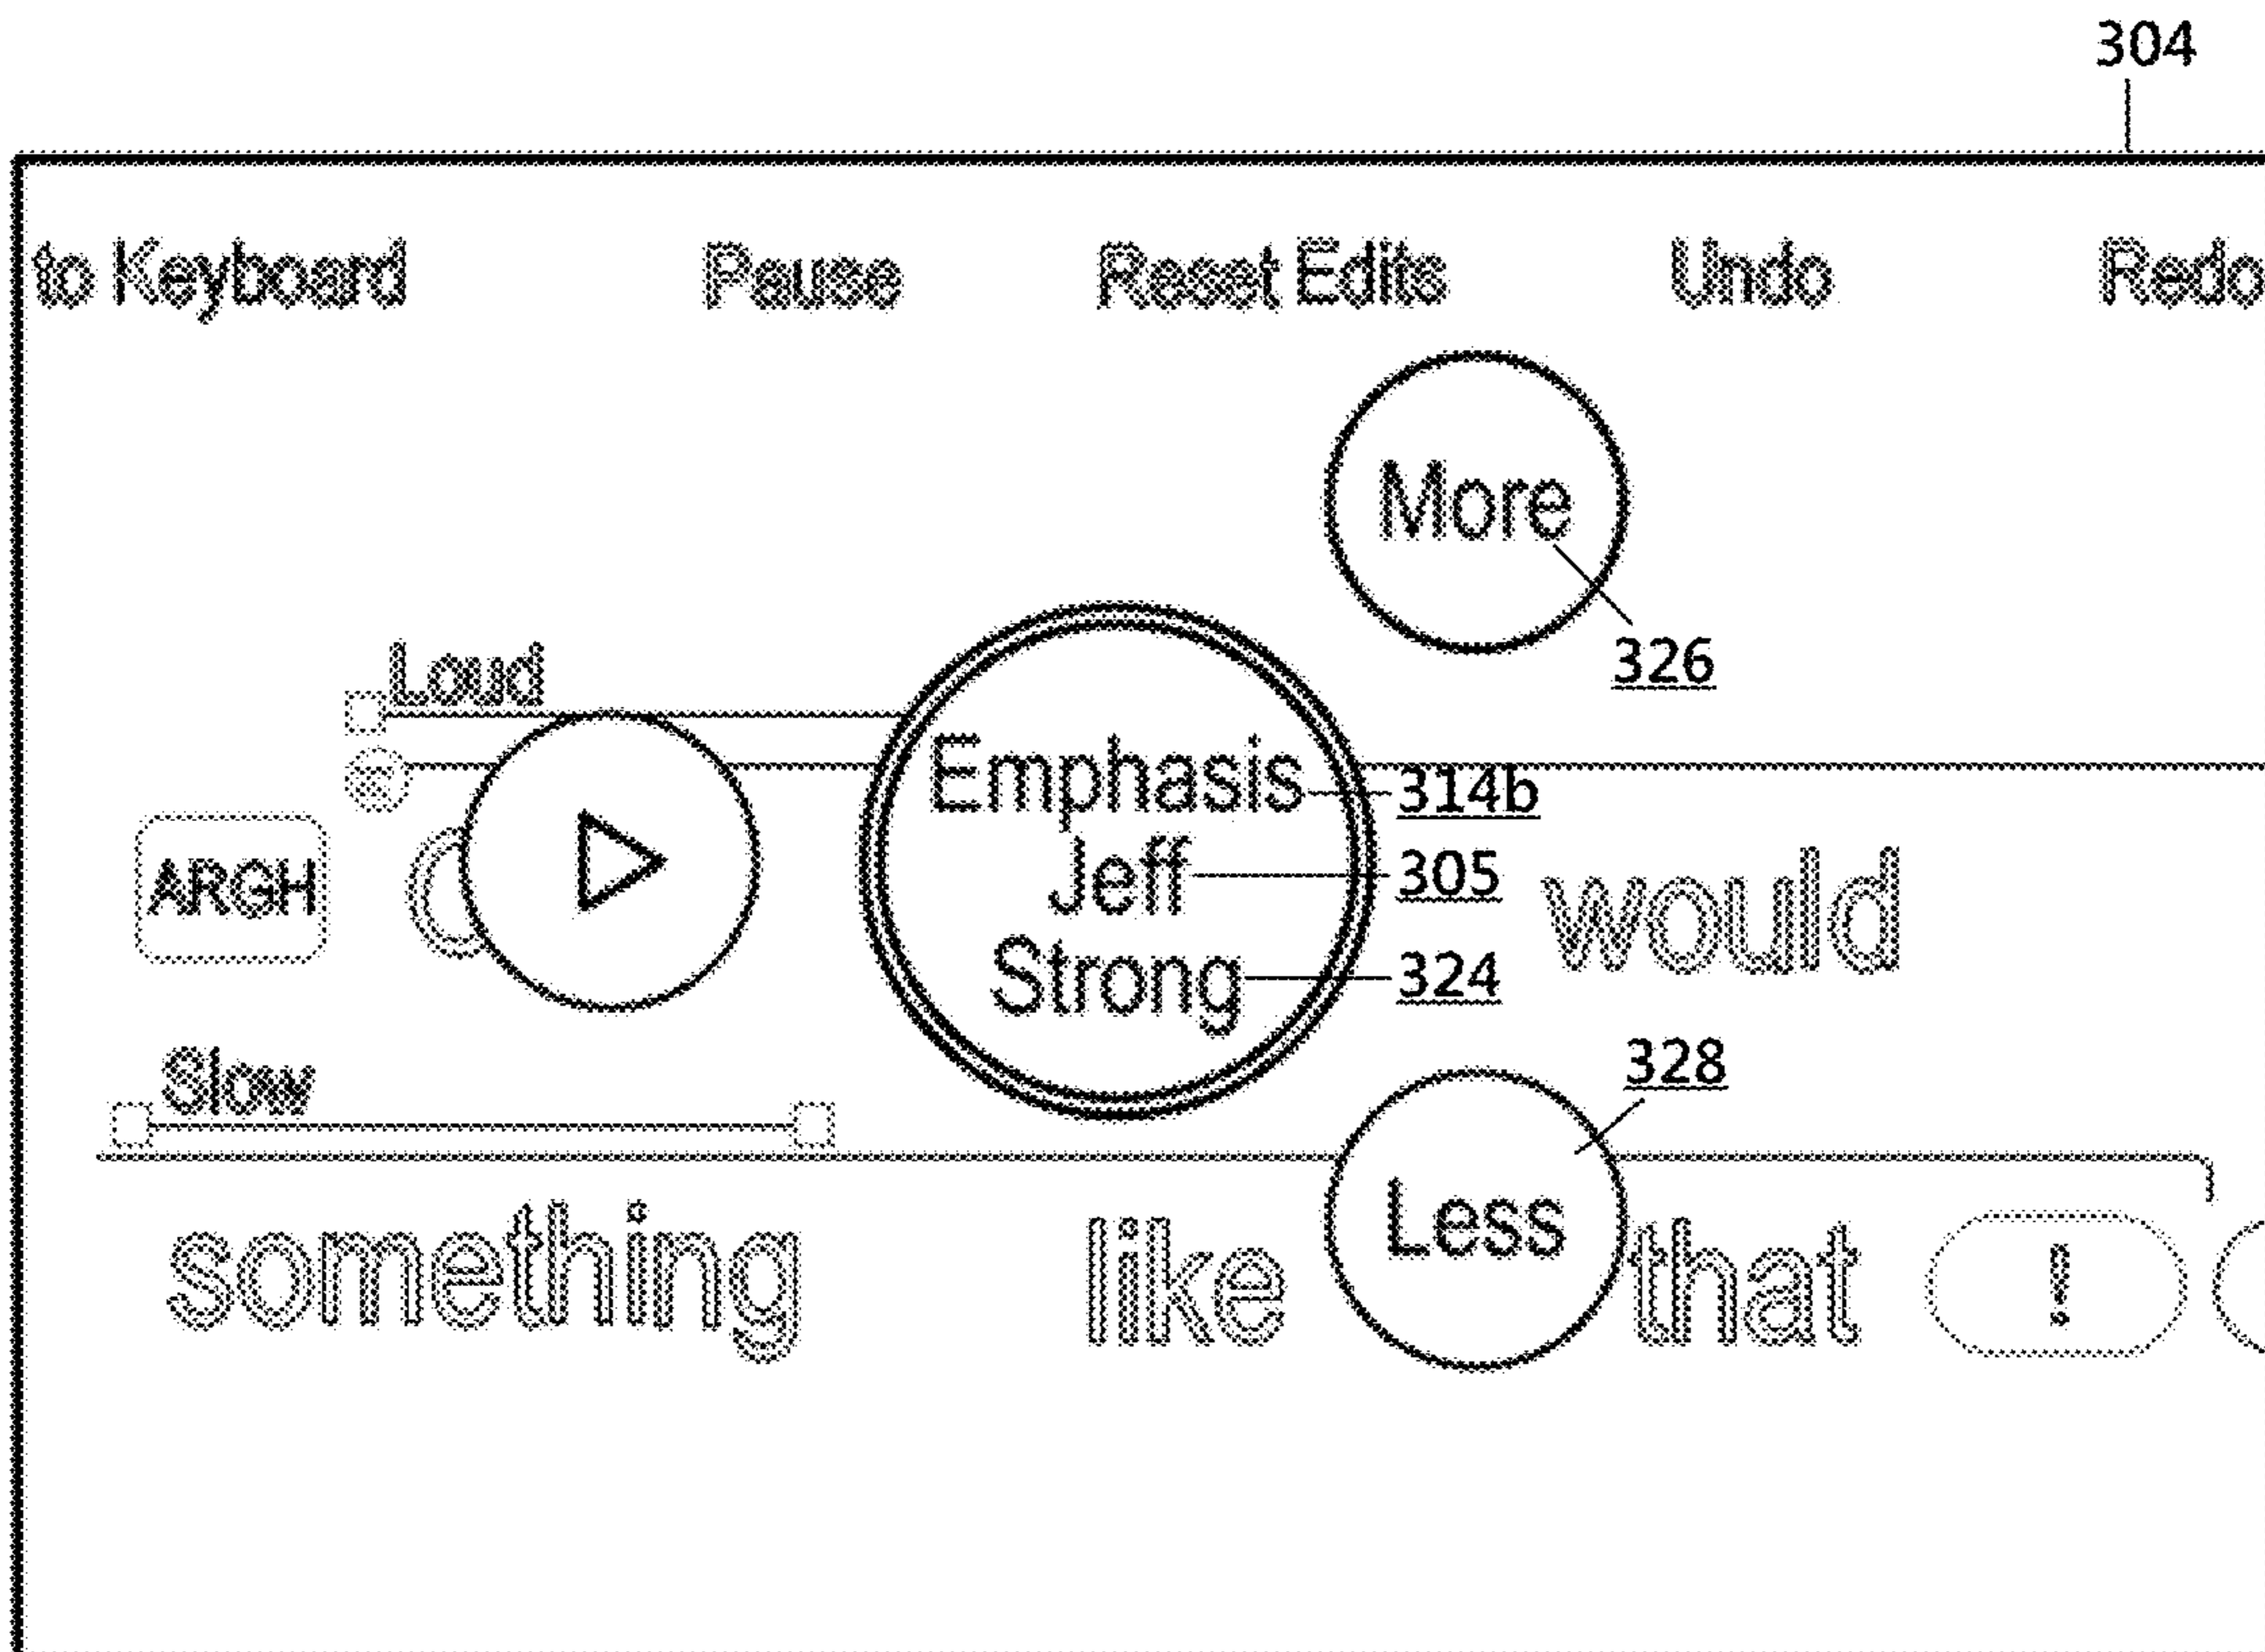 304
to Keyboard Pause Reset Edits Undo Redo
More
326
Loud
Emphasis 314b
Jeff 305
ARGH would
Strong 324
Slow 328
Less
something like that !